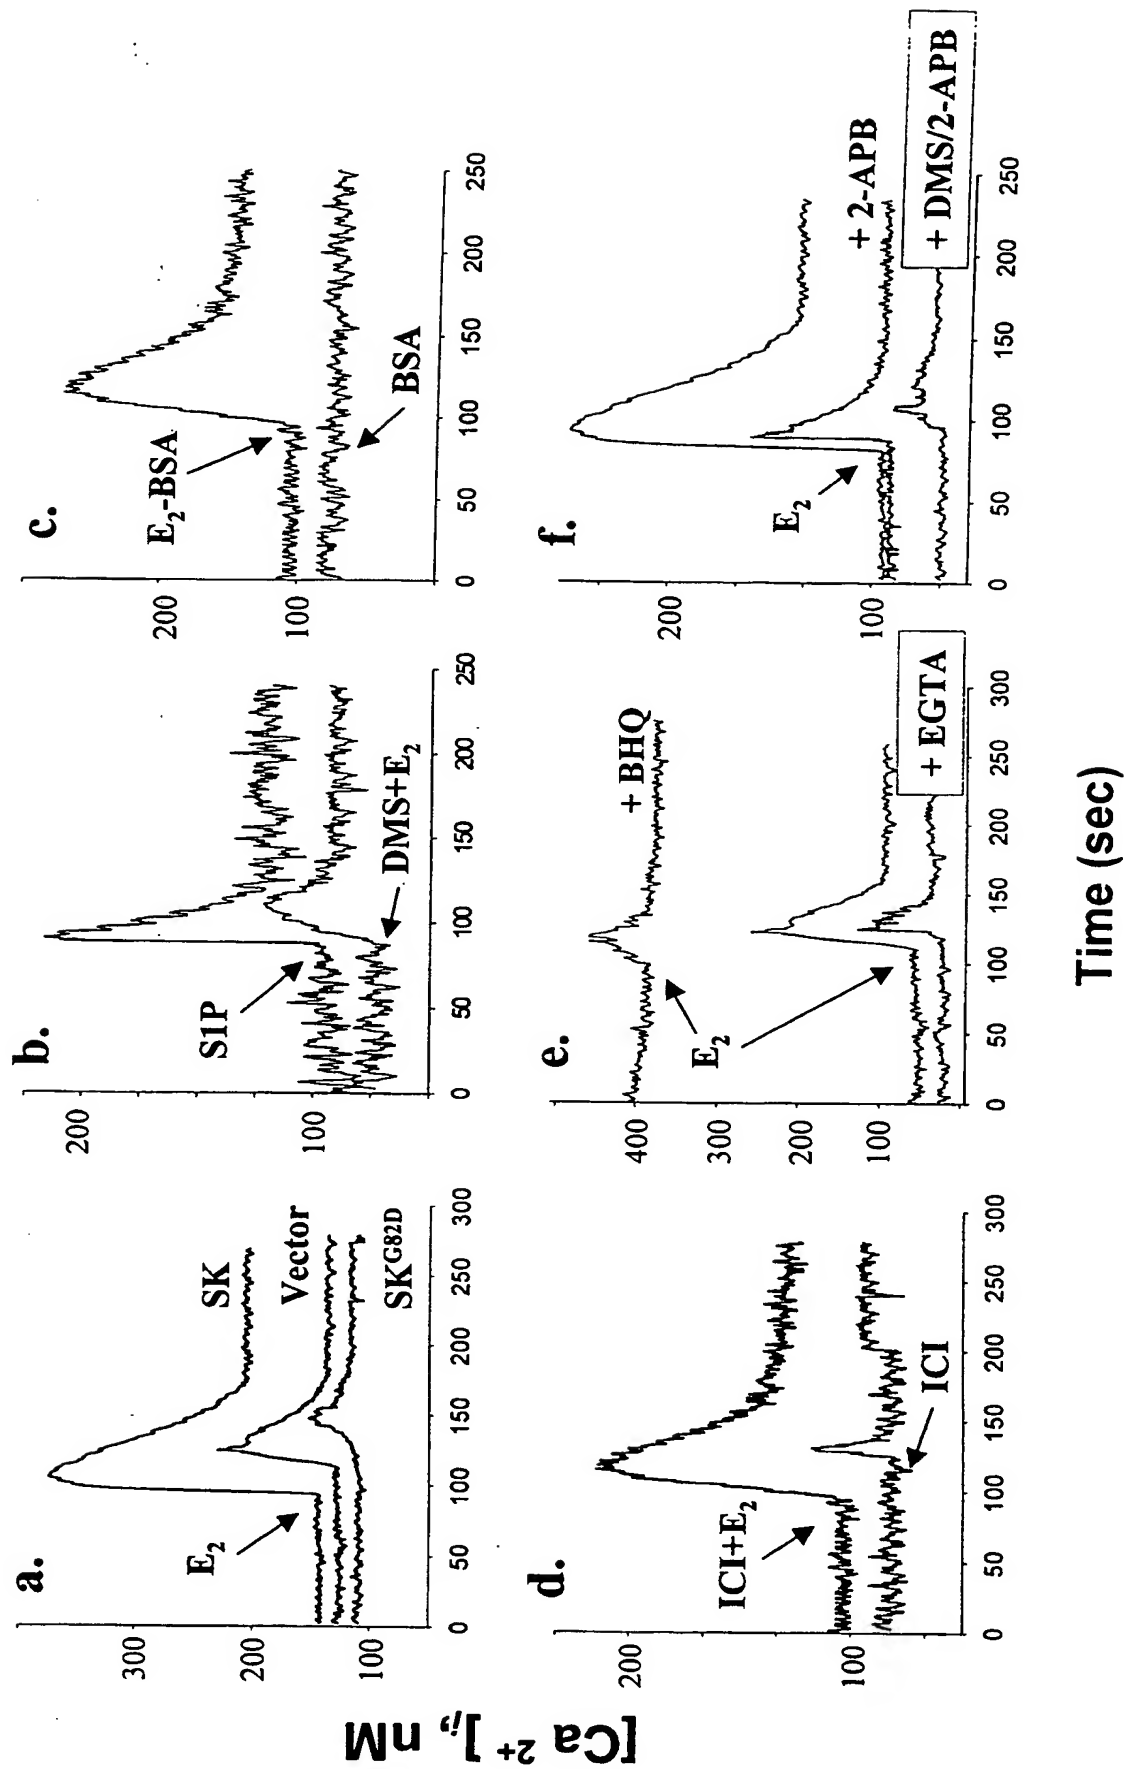 [Ca 2+]i, nM
a.
300
200
100
E2
SK
Vector
SKG82D
0 50 100 150 200 250 300
b.
200
100
S1P
DMS+E2
0 50 100 150 200 250
c.
200
100
E2-BSA
BSA
0 50 100 150 200 250
d.
200
100
ICI+E2
ICI
0 50 100 150 200 250 300
e.
400
300
200
100
E2
+ BHQ
+ EGTA
0 50 100 150 200 250 300
f.
200
100
E2
+ 2-APB
+ DMS/2-APB
0 50 100 150 200 250
Time (sec)